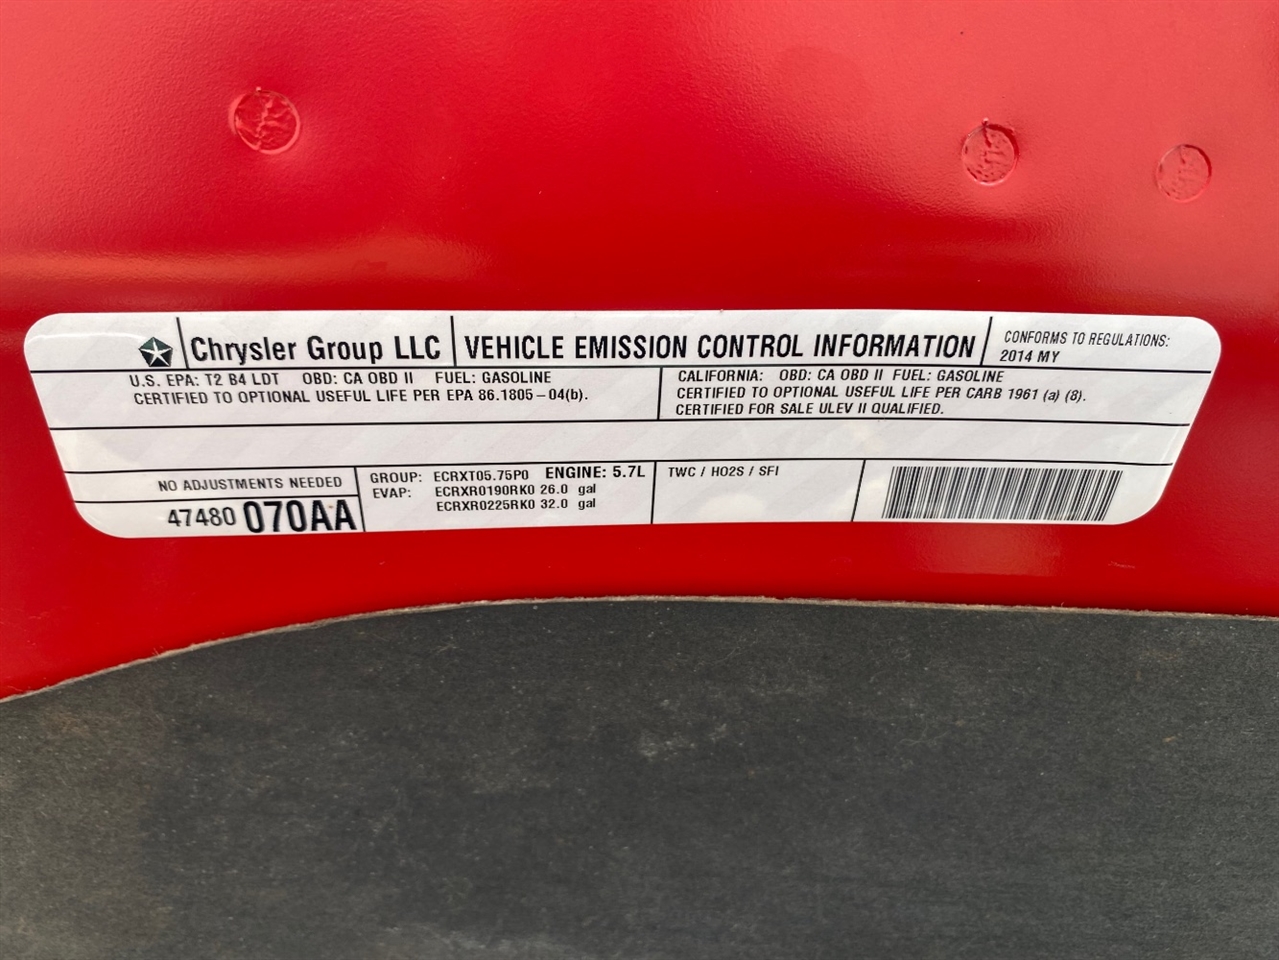 Chrysler Group LLC
VEHICLE EMISSION CONTROL INFORMATION
CONFORMS TO REGULATIONS:
2014 MY
U.S. EPA: T2 B4 LDT OBD: CA OBD II FUEL: GASOLINE
CERTIFIED TO OPTIONAL USEFUL LIFE PER EPA 86.1805-04(b).
CALIFORNIA: OBD: CA OBD II FUEL: GASOLINE
CERTIFIED TO OPTIONAL USEFUL LIFE PER CARB 1961 (a) (8).
CERTIFIED FOR SALE ULEV II QUALIFIED.
NO ADJUSTMENTS NEEDED
47480 070AA
GROUP: ECRXT05.75P0 ENGINE: 5.7L
EVAP: ECRXR0190RK0 26.0 gal
ECRXR0225RK0 32.0 gal
TWC / HO2S / SFI